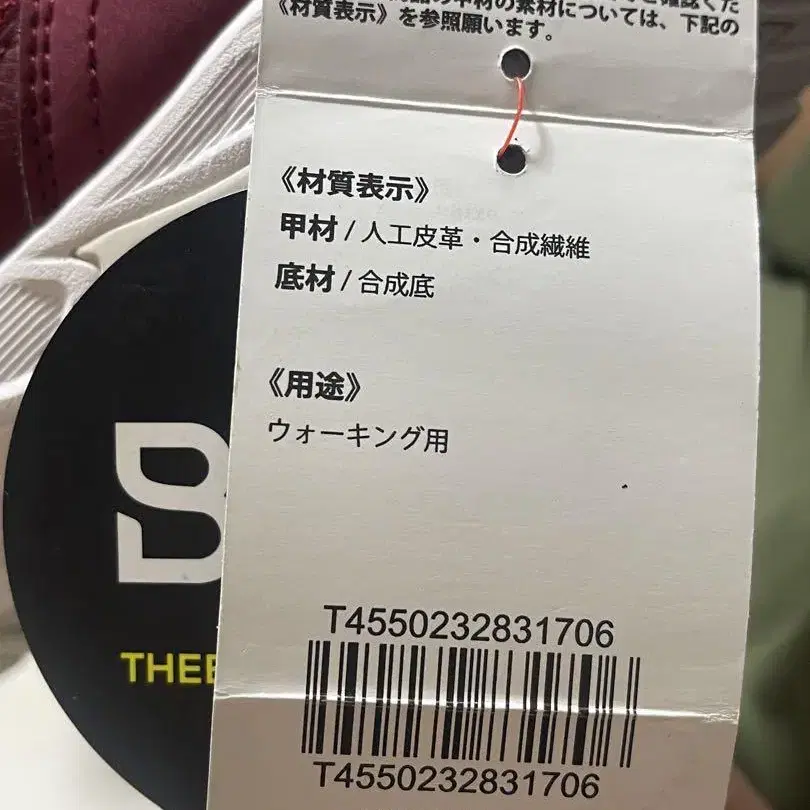 《材質表示》を参照願います。
《材質表示》
甲材 / 人工皮革・合成繊維
底材 / 合成底
《用途》
ウォーキング用
T4550232831706
T4550232831706
THE